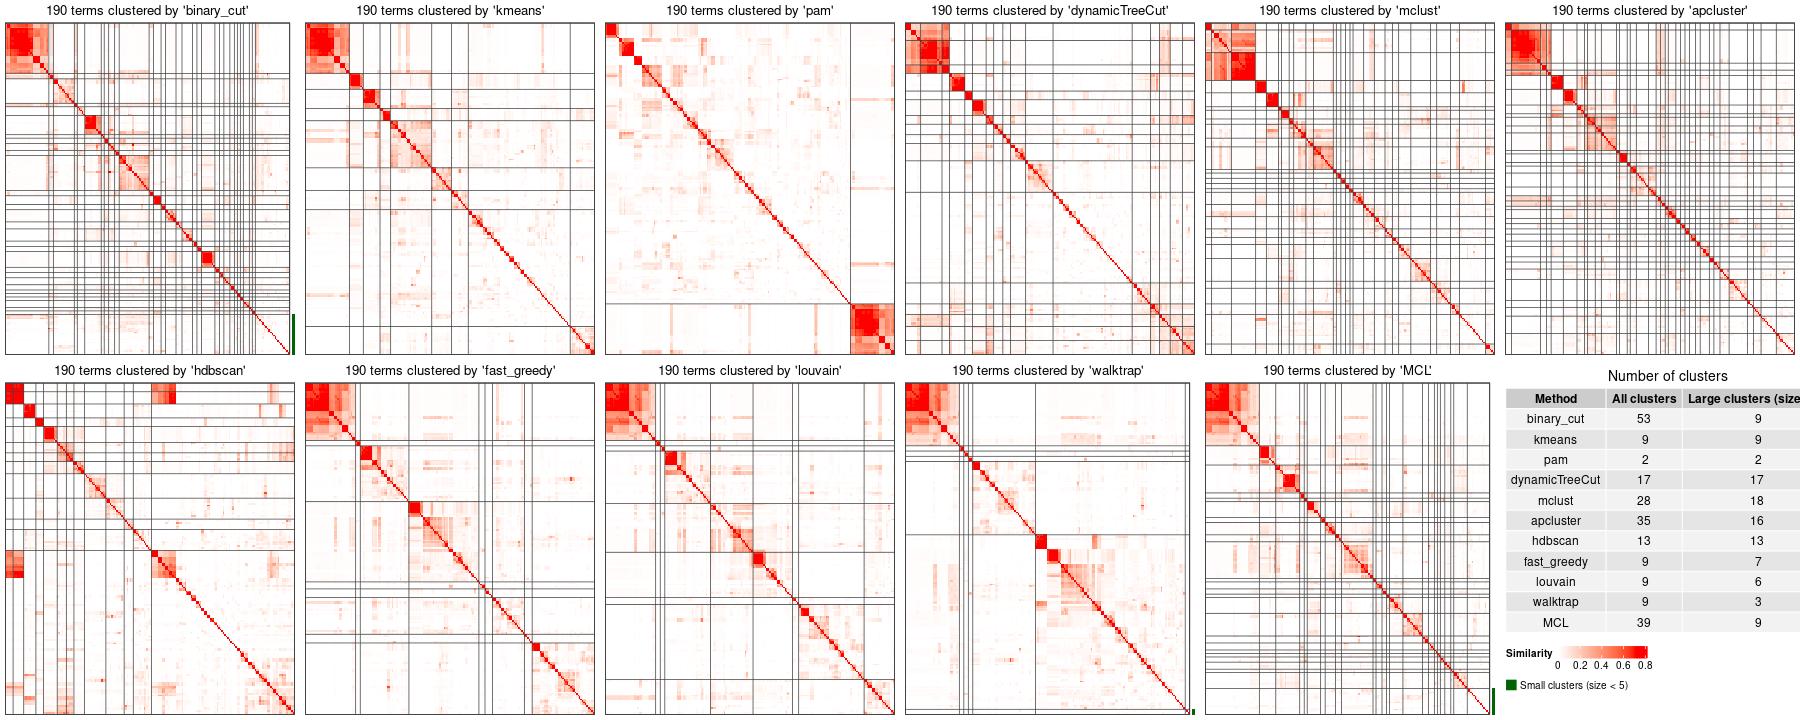 190 terms clustered by 'binary_cut'
190 terms clustered by 'kmeans'
190 terms clustered by 'pam'
190 terms clustered by 'dynamicTreeCut'
190 terms clustered by 'mclust'
190 terms clustered by 'apcluster'
190 terms clustered by 'hdbscan'
190 terms clustered by 'fast_greedy'
190 terms clustered by 'louvain'
190 terms clustered by 'walktrap'
190 terms clustered by 'MCL'
Number of clusters
Method All clusters Large clusters (size
binary_cut 53 9
kmeans 9 9
pam 2 2
dynamicTreeCut 17 17
mclust 28 18
apcluster 35 16
hdbscan 13 13
fast_greedy 9 7
louvain 9 6
walktrap 9 3
MCL 39 9
Similarity
0 0.2 0.4 0.6 0.8
Small clusters (size < 5)